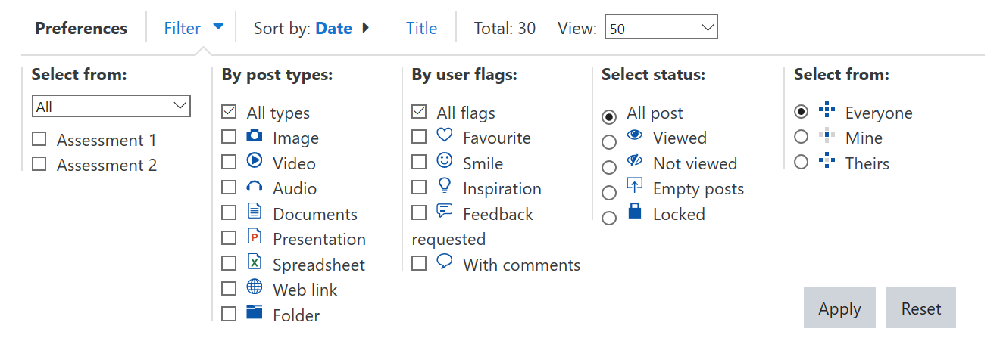 Preferences Filter Sort by: Date Title Total: 30 View: 50
Select from:
All
Assessment 1
Assessment 2
By post types:
All types
Image
Video
Audio
Documents
Presentation
Spreadsheet
Web link
Folder
By user flags:
All flags
Favourite
Smile
Inspiration
Feedback
requested
With comments
Select status:
All post
Viewed
Not viewed
Empty posts
Locked
Select from:
Everyone
Mine
Theirs
Apply Reset